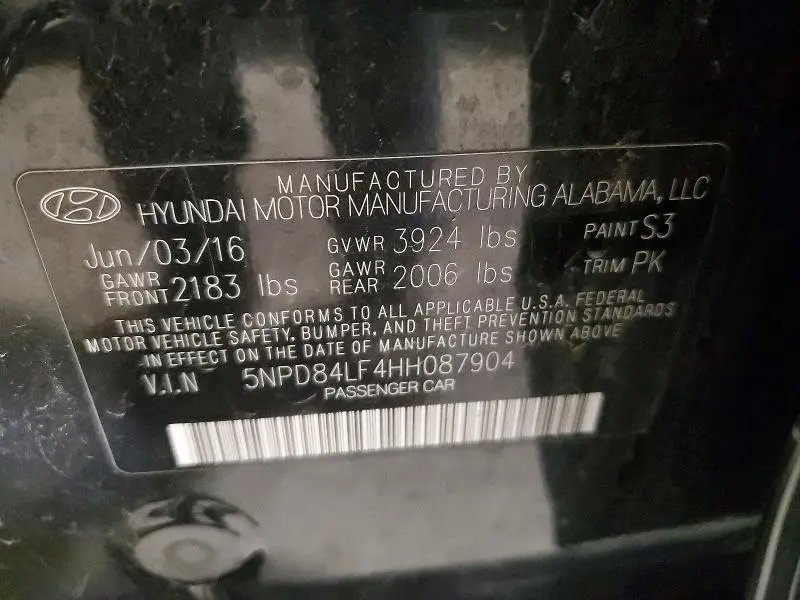 MANUFACTURED BY
HYUNDAI MOTOR MANUFACTURING ALABAMA, LLC
Jun/03/16 GVWR 3924 lbs PAINT S3
GAWR FRONT 2183 lbs GAWR REAR 2006 lbs TRIM PK
THIS VEHICLE CONFORMS TO ALL APPLICABLE U.S.A. FEDERAL
MOTOR VEHICLE SAFETY, BUMPER, AND THEFT PREVENTION STANDARDS
IN EFFECT ON THE DATE OF MANUFACTURE SHOWN ABOVE
V.I.N 5NPD84LF4HH087904
PASSENGER CAR